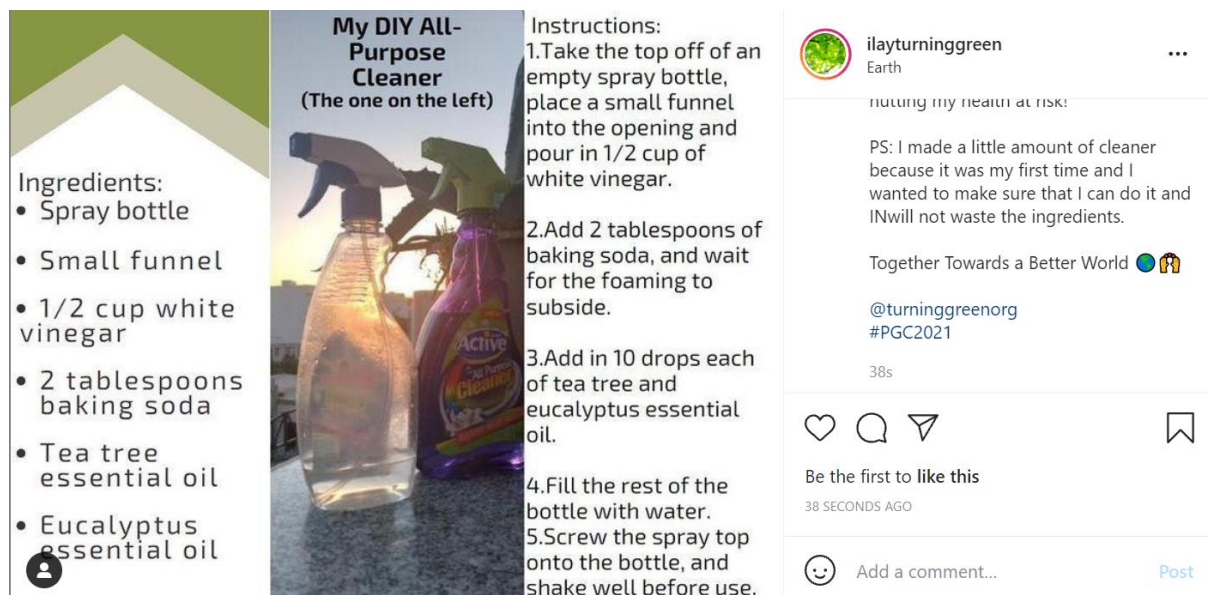 Ingredients:
• Spray bottle
• Small funnel
• 1/2 cup white
vinegar
• 2 tablespoons
baking soda
• Tea tree
essential oil
• Eucalyptus
essential oil
My DIY All-
Purpose
Cleaner
(The one on the left)
Active
All Purpose
Cleaner
Instructions:
1.Take the top off of an
empty spray bottle,
place a small funnel
into the opening and
pour in 1/2 cup of
white vinegar.
2.Add 2 tablespoons of
baking soda, and wait
for the foaming to
subside.
3.Add in 10 drops each
of tea tree and
eucalyptus essential
oil.
4.Fill the rest of the
bottle with water.
5.Screw the spray top
onto the bottle, and
shake well before use.
ilayturninggreen
Earth
my health at risk!
PS: I made a little amount of cleaner
because it was my first time and I
wanted to make sure that I can do it and
INwill not waste the ingredients.
Together Towards a Better World 🌍🙌
@turninggreenorg
#PGC2021
38s
Be the first to like this
38 SECONDS AGO
Add a comment...
Post